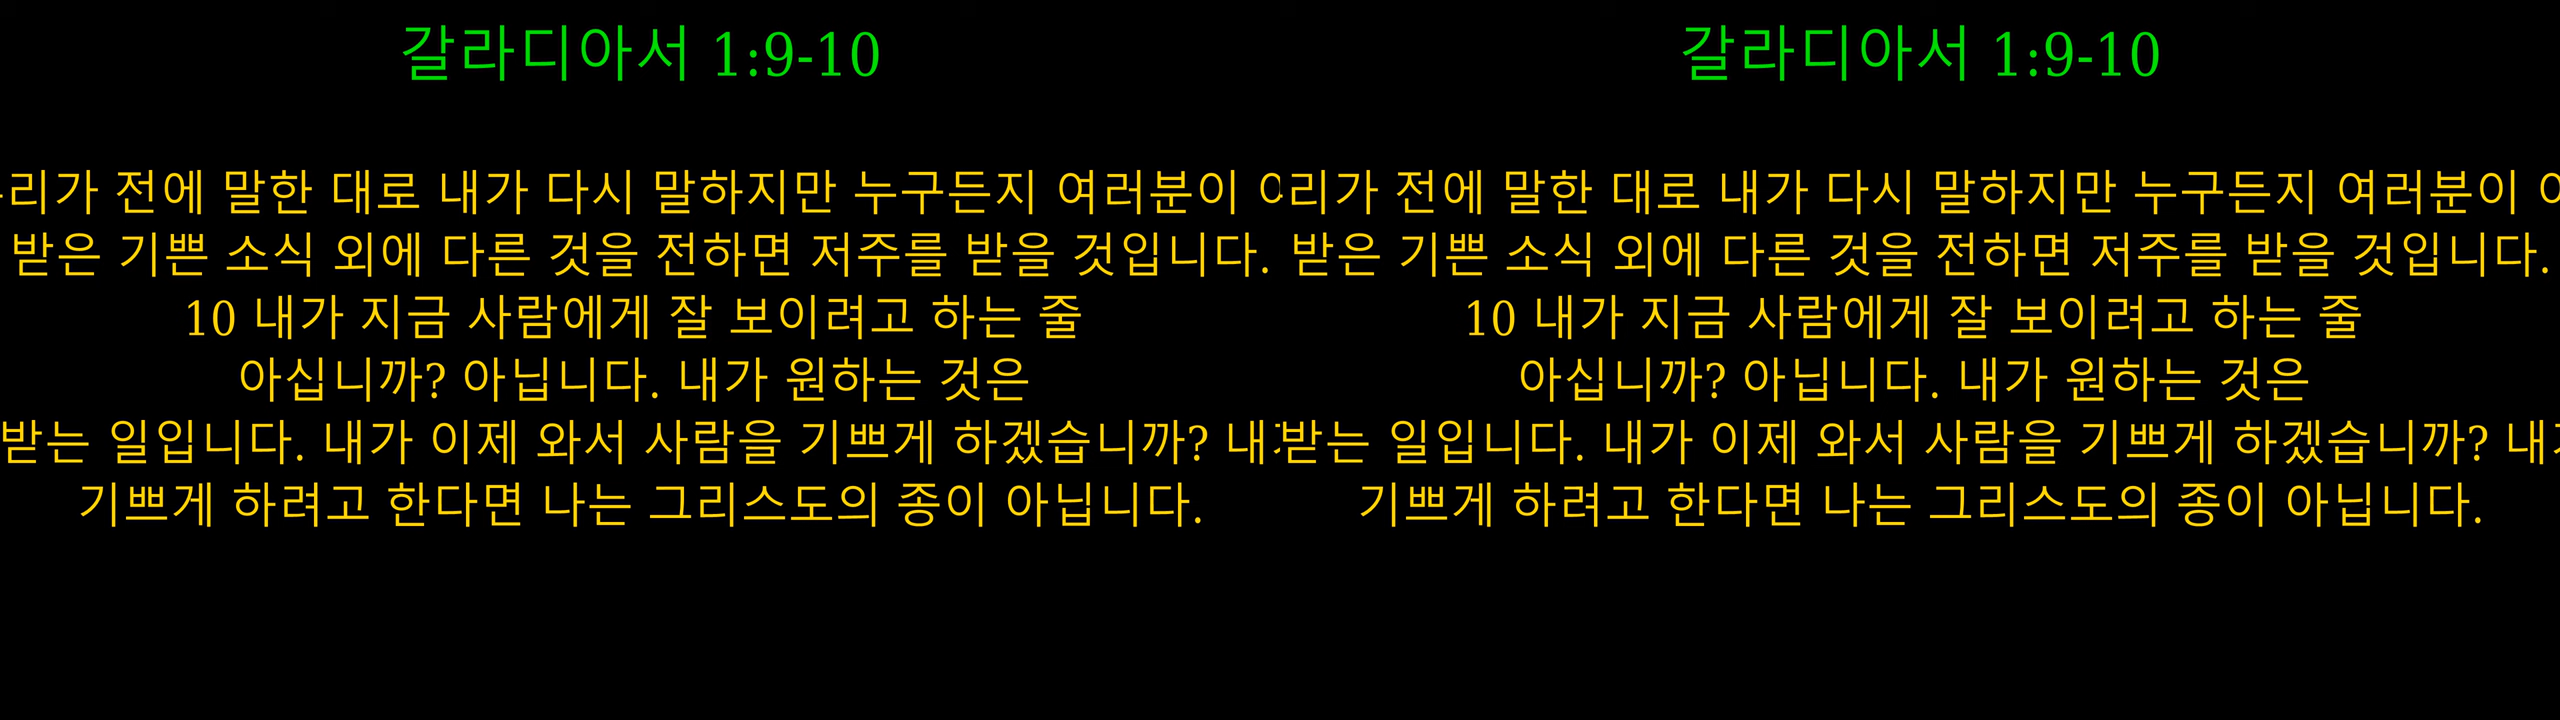 갈라디아서 1:9-10
리가 전에 말한 대로 내가 다시 말하지만 누구든지 여러분이
받은 기쁜 소식 외에 다른 것을 전하면 저주를 받을 것입니다.
10 내가 지금 사람에게 잘 보이려고 하는 줄
아십니까? 아닙니다. 내가 원하는 것은
받는 일입니다. 내가 이제 와서 사람을 기쁘게 하겠습니까?
기쁘게 하려고 한다면 나는 그리스도의 종이 아닙니다.
갈라디아서 1:9-10
리가 전에 말한 대로 내가 다시 말하지만 누구든지 여러분이
받은 기쁜 소식 외에 다른 것을 전하면 저주를 받을 것입니다.
10 내가 지금 사람에게 잘 보이려고 하는 줄
아십니까? 아닙니다. 내가 원하는 것은
받는 일입니다. 내가 이제 와서 사람을 기쁘게 하겠습니까?
기쁘게 하려고 한다면 나는 그리스도의 종이 아닙니다.